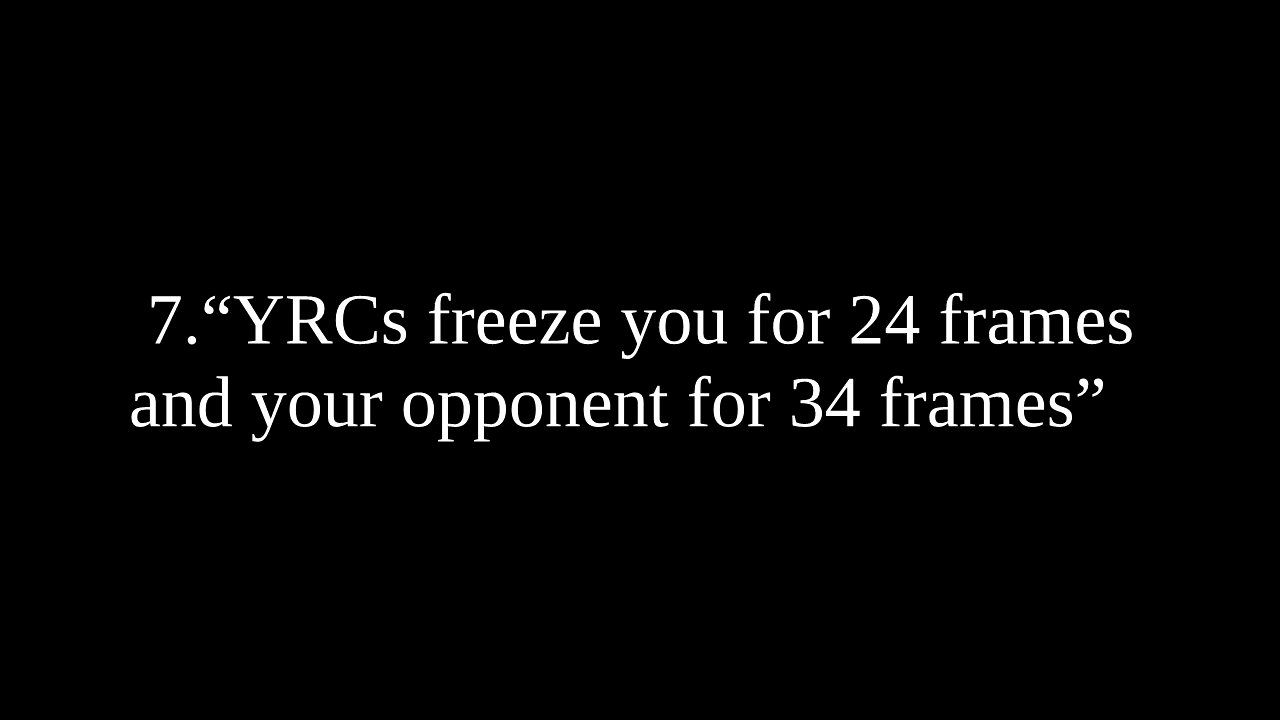 7.“YRCs freeze you for 24 frames
and your opponent for 34 frames”